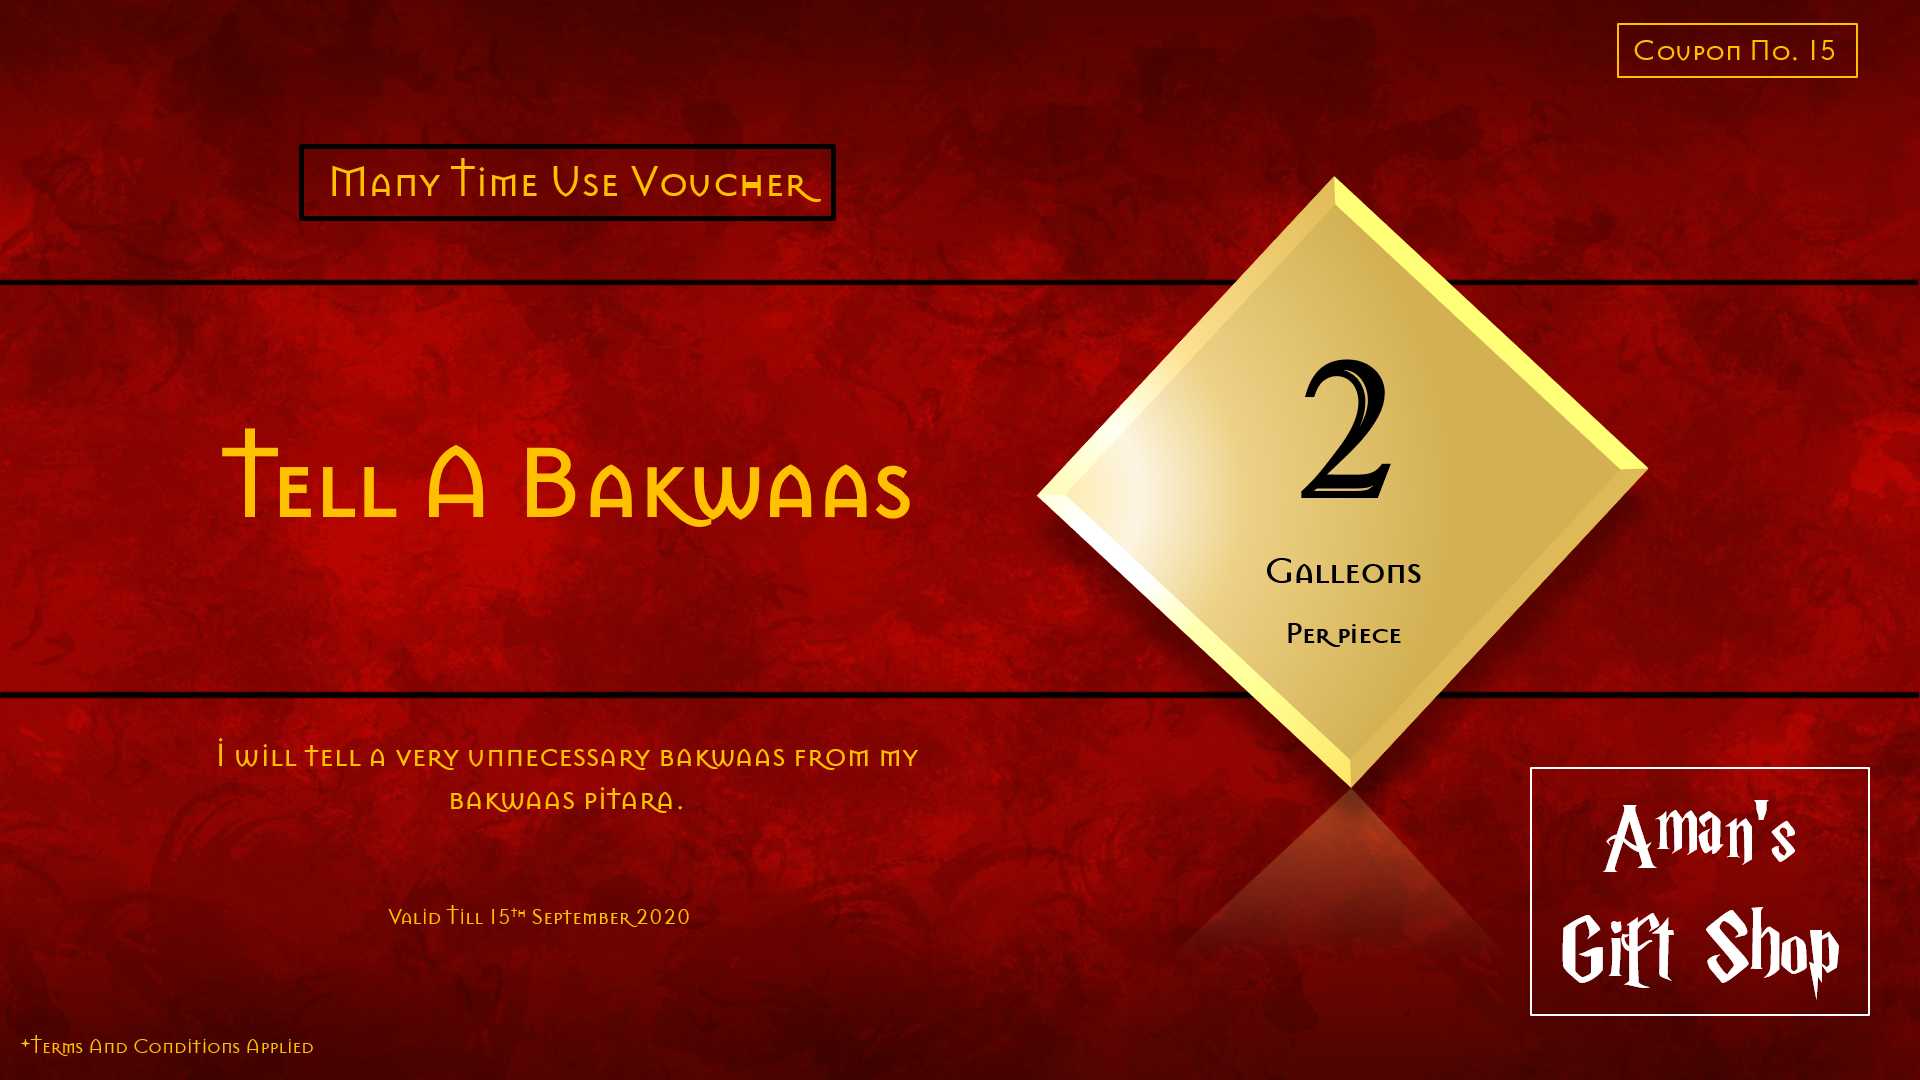 Coupon No. 15
Many Time Use Voucher
Tell A Bakwaas
2
Galleons
Per piece
I will tell a very unnecessary bakwaas from my
bakwaas pitara.
Valid Till 15th September 2020
Aman's
Gift Shop
*Terms And Conditions Applied